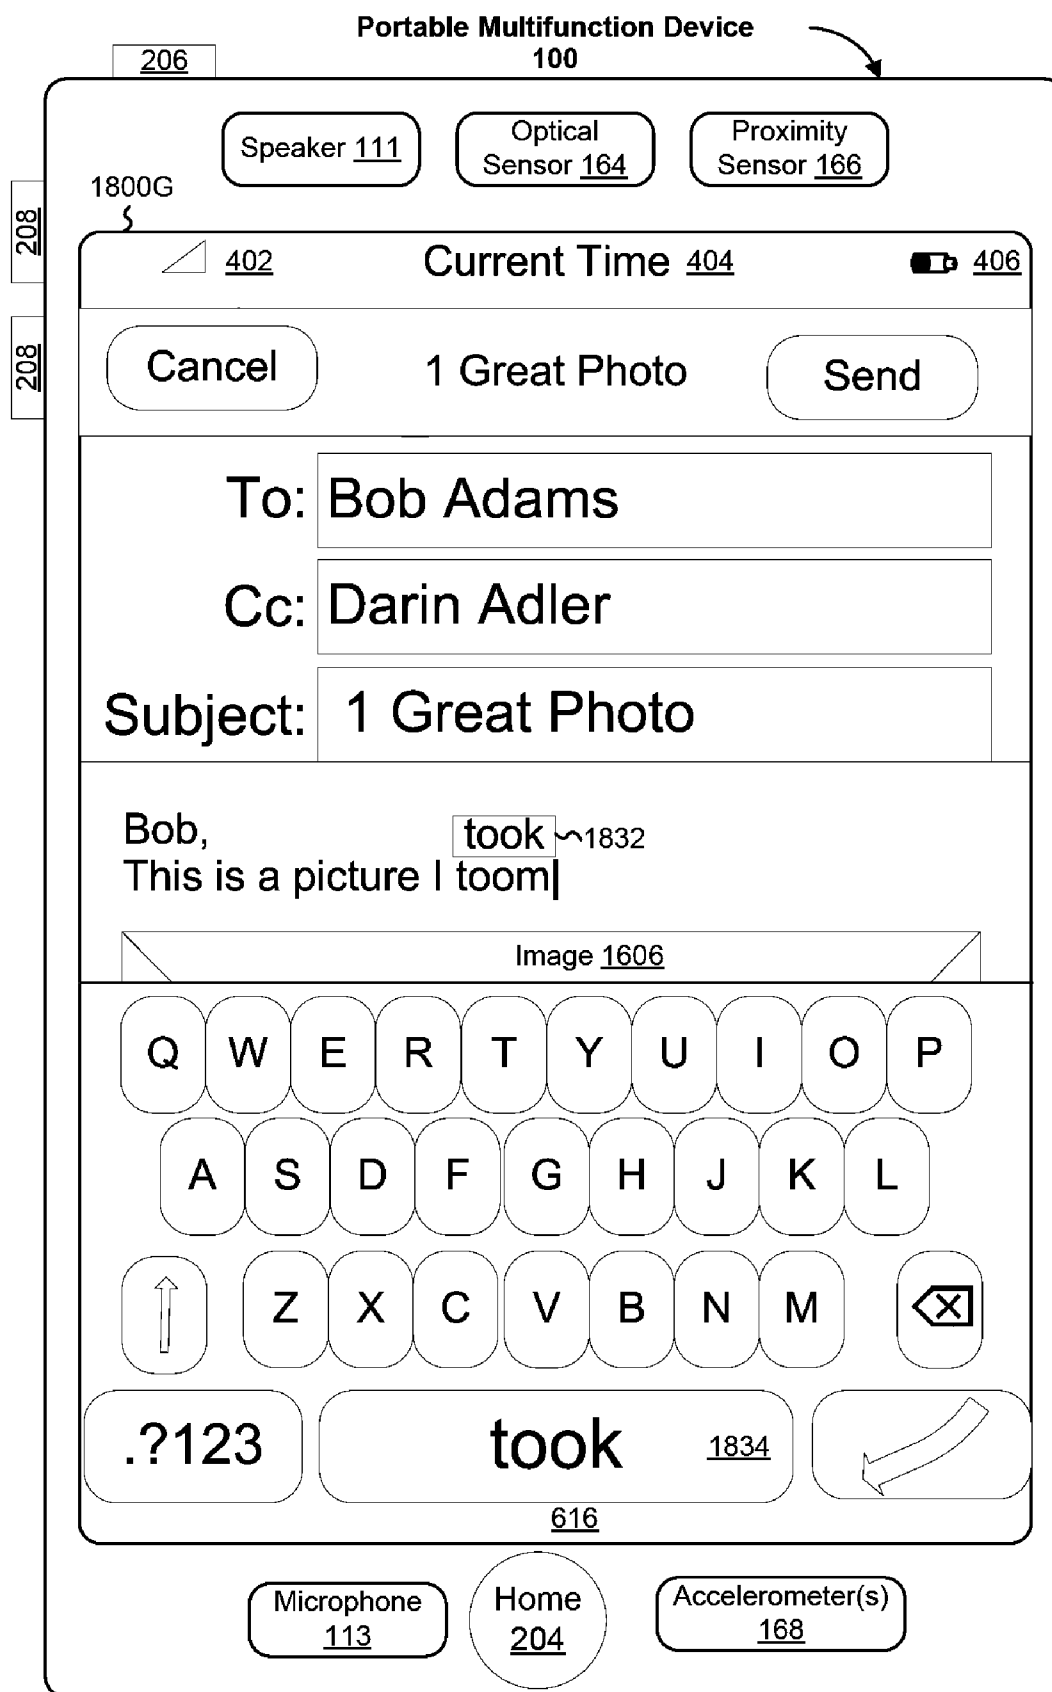 Portable Multifunction Device
100
206
Speaker 111
Optical
Sensor 164
Proximity
Sensor 166
1800G
208
208
402
Current Time 404
406
Cancel
1 Great Photo
Send
To: Bob Adams
Cc: Darin Adler
Subject: 1 Great Photo
Bob,
took 1832
This is a picture I toom
Image 1606
Q W E R T Y U I O P
A S D F G H J K L
Z X C V B N M
.?123
took 1834
616
Microphone
113
Home
204
Accelerometer(s)
168